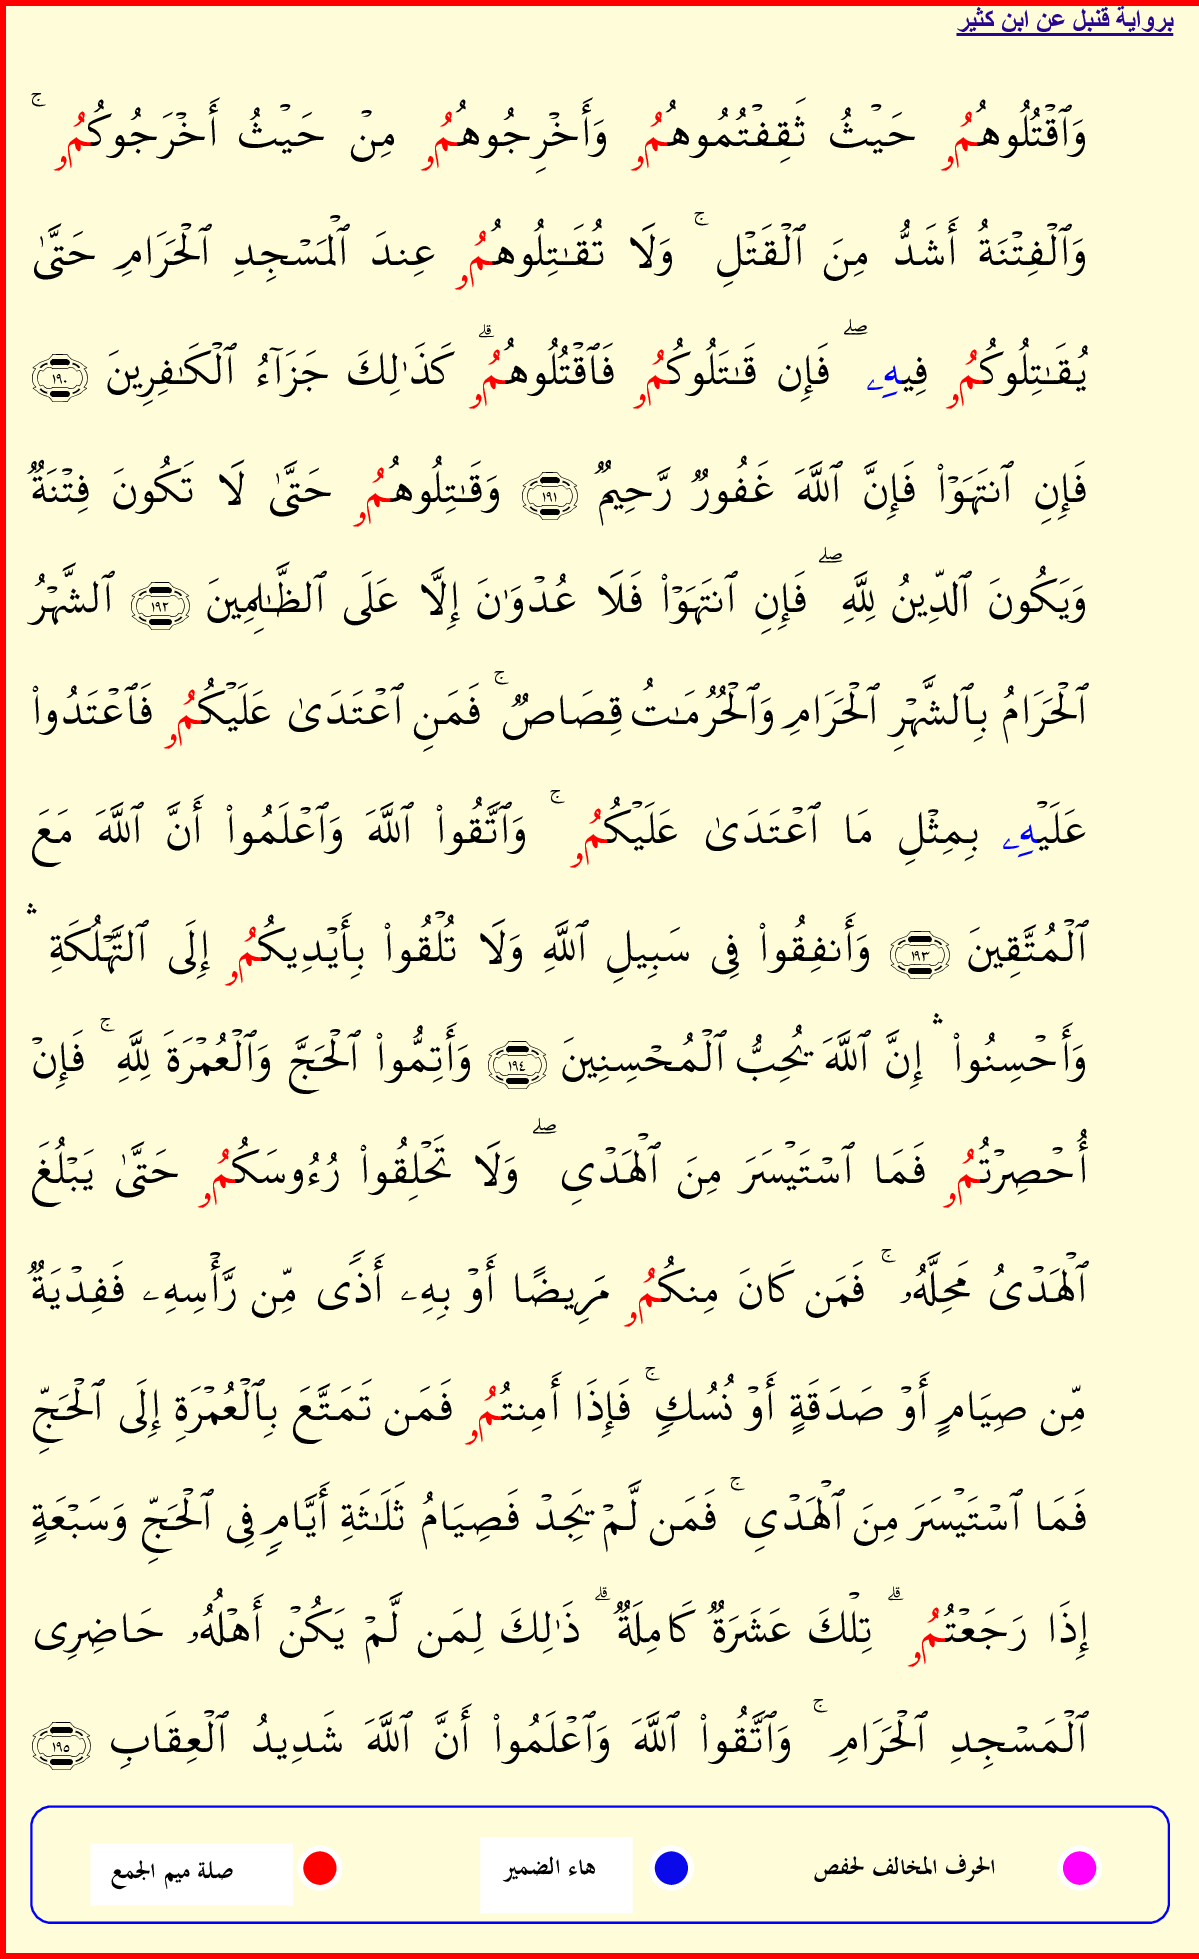 برواية قنبل عن ابن كثير
وَٱقۡتُلُوهُمُۥ حَيۡثُ ثَقِفۡتُمُوهُمُۥ وَأَخۡرِجُوهُمُۥ مِنۡ حَيۡثُ أَخۡرَجُوكُمُۥ ۚ
وَٱلۡفِتۡنَةُ أَشَدُّ مِنَ ٱلۡقَتۡلِ ۚ وَلَا تُقَٰتِلُوهُمُۥ عِندَ ٱلۡمَسۡجِدِ ٱلۡحَرَامِ حَتَّىٰ
يُقَٰتِلُوكُمُۥ فِيهِۦ ۖ فَإِن قَٰتَلُوكُمُۥ فَٱقۡتُلُوهُمُۥ ۗ كَذَٰلِكَ جَزَآءُ ٱلۡكَٰفِرِينَ ١٩٠
فَإِنِ ٱنتَهَوۡاْ فَإِنَّ ٱللَّهَ غَفُورٞ رَّحِيمٞ ١٩١ وَقَٰتِلُوهُمُۥ حَتَّىٰ لَا تَكُونَ فِتۡنَةٞ
وَيَكُونَ ٱلدِّينُ لِلَّهِ ۖ فَإِنِ ٱنتَهَوۡاْ فَلَا عُدۡوَٰنَ إِلَّا عَلَى ٱلظَّٰلِمِينَ ١٩٢ ٱلشَّهۡرُ
ٱلۡحَرَامُ بِٱلشَّهۡرِ ٱلۡحَرَامِ وَٱلۡحُرُمَٰتُ قِصَاصٞ ۚ فَمَنِ ٱعۡتَدَىٰ عَلَيۡكُمُۥ فَٱعۡتَدُواْ
عَلَيۡهِۦ بِمِثۡلِ مَا ٱعۡتَدَىٰ عَلَيۡكُمُۥ ۚ وَٱتَّقُواْ ٱللَّهَ وَٱعۡلَمُواْ أَنَّ ٱللَّهَ مَعَ
ٱلۡمُتَّقِينَ ١٩٣ وَأَنفِقُواْ فِى سَبِيلِ ٱللَّهِ وَلَا تُلۡقُواْ بِأَيۡدِيكُمُۥ إِلَى ٱلتَّهۡلُكَةِ ۛ
وَأَحۡسِنُواْ ۛ إِنَّ ٱللَّهَ يُحِبُّ ٱلۡمُحۡسِنِينَ ١٩٤ وَأَتِمُّواْ ٱلۡحَجَّ وَٱلۡعُمۡرَةَ لِلَّهِ ۚ فَإِنۡ
أُحۡصِرۡتُمُۥ فَمَا ٱسۡتَيۡسَرَ مِنَ ٱلۡهَدۡىِ ۖ وَلَا تَحۡلِقُواْ رُءُوسَكُمُۥ حَتَّىٰ يَبۡلُغَ
ٱلۡهَدۡىُ مَحِلَّهُۥ ۚ فَمَن كَانَ مِنكُمُۥ مَرِيضًا أَوۡ بِهِۦ أَذٗى مِّن رَّأۡسِهِۦ فَفِدۡيَةٞ
مِّن صِيَامٍ أَوۡ صَدَقَةٍ أَوۡ نُسُكٖ ۚ فَإِذَا أَمِنتُمُۥ فَمَن تَمَتَّعَ بِٱلۡعُمۡرَةِ إِلَى ٱلۡحَجِّ
فَمَا ٱسۡتَيۡسَرَ مِنَ ٱلۡهَدۡىِ ۚ فَمَن لَّمۡ يَجِدۡ فَصِيَامُ ثَلَٰثَةِ أَيَّامٖ فِى ٱلۡحَجِّ وَسَبۡعَةٍ
إِذَا رَجَعۡتُمُۥ ۗ تِلۡكَ عَشَرَةٞ كَامِلَةٞ ۗ ذَٰلِكَ لِمَن لَّمۡ يَكُنۡ أَهۡلُهُۥ حَاضِرِى
ٱلۡمَسۡجِدِ ٱلۡحَرَامِ ۚ وَٱتَّقُواْ ٱللَّهَ وَٱعۡلَمُواْ أَنَّ ٱللَّهَ شَدِيدُ ٱلۡعِقَابِ ١٩٥
الحرف المخالف لحفص هاء الضمير صلة ميم الجمع